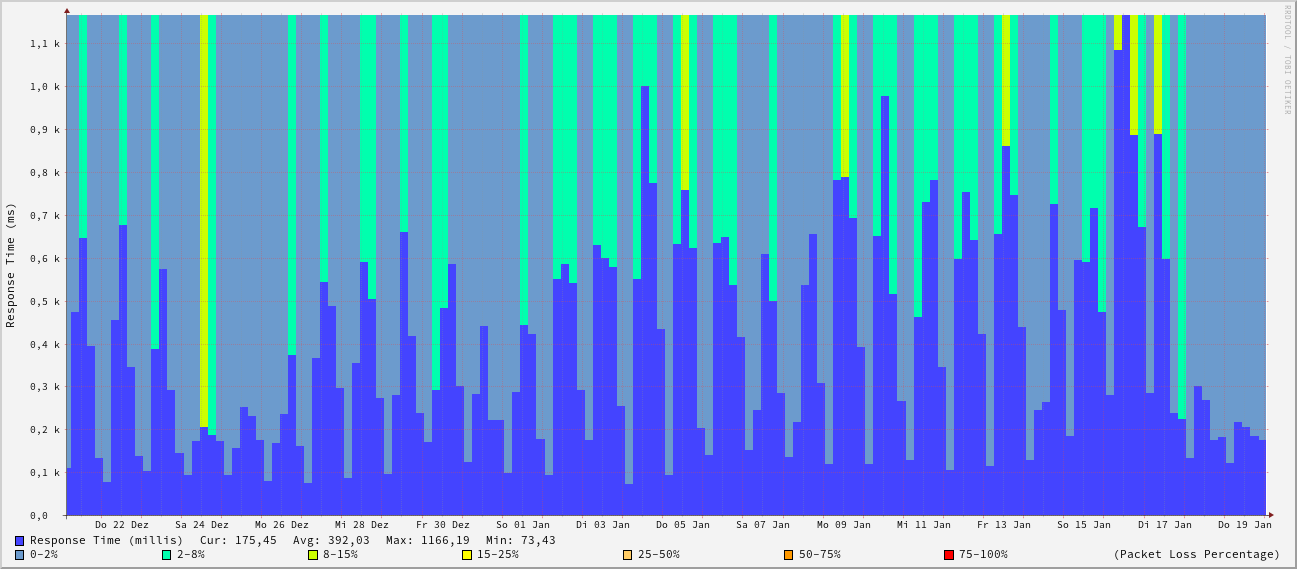 RRDTOOL / TOBI OETIKER
Response Time (ms)
1,1 k
1,0 k
0,9 k
0,8 k
0,7 k
0,6 k
0,5 k
0,4 k
0,3 k
0,2 k
0,1 k
0,0
Do 22 Dez Sa 24 Dez Mo 26 Dez Mi 28 Dez Fr 30 Dez So 01 Jan Di 03 Jan Do 05 Jan Sa 07 Jan Mo 09 Jan Mi 11 Jan Fr 13 Jan So 15 Jan Di 17 Jan Do 19 Jan
Response Time (millis) Cur: 175,45 Avg: 392,03 Max: 1166,19 Min: 73,43
0-2% 2-8% 8-15% 15-25% 25-50% 50-75% 75-100% (Packet Loss Percentage)